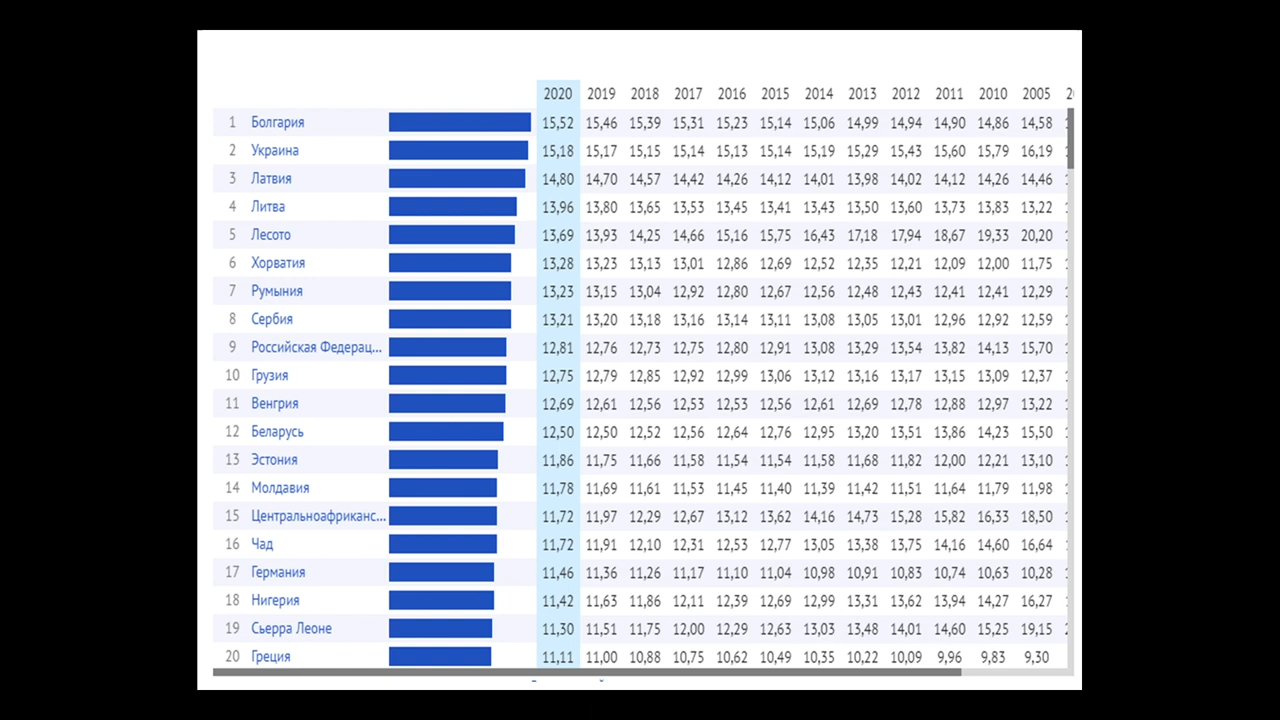 2020 2019 2018 2017 2016 2015 2014 2013 2012 2011 2010 2005
1 Болгария 15,52 15,46 15,39 15,31 15,23 15,14 15,06 14,99 14,94 14,90 14,86 14,58
2 Украина 15,18 15,17 15,15 15,14 15,13 15,14 15,19 15,29 15,43 15,60 15,79 16,19
3 Латвия 14,80 14,70 14,57 14,42 14,26 14,12 14,01 13,98 14,02 14,12 14,26 14,46
4 Литва 13,96 13,80 13,65 13,53 13,45 13,41 13,43 13,50 13,60 13,73 13,83 13,22
5 Лесото 13,69 13,93 14,25 14,66 15,16 15,75 16,43 17,18 17,94 18,67 19,33 20,20
6 Хорватия 13,28 13,23 13,13 13,01 12,86 12,69 12,52 12,35 12,21 12,09 12,00 11,75
7 Румыния 13,23 13,15 13,04 12,92 12,80 12,67 12,56 12,48 12,43 12,41 12,41 12,29
8 Сербия 13,21 13,20 13,18 13,16 13,14 13,11 13,08 13,05 13,01 12,96 12,92 12,59
9 Российская Федерац... 12,81 12,76 12,73 12,75 12,80 12,91 13,08 13,29 13,54 13,82 14,13 15,70
10 Грузия 12,75 12,79 12,85 12,92 12,99 13,06 13,12 13,16 13,17 13,15 13,09 12,37
11 Венгрия 12,69 12,61 12,56 12,53 12,53 12,56 12,61 12,69 12,78 12,88 12,97 13,22
12 Беларусь 12,50 12,50 12,52 12,56 12,64 12,76 12,95 13,20 13,51 13,86 14,23 15,50
13 Эстония 11,86 11,75 11,66 11,58 11,54 11,54 11,58 11,68 11,82 12,00 12,21 13,10
14 Молдавия 11,78 11,69 11,61 11,53 11,45 11,40 11,39 11,42 11,51 11,64 11,79 11,98
15 Центральноафриканс... 11,72 11,97 12,29 12,67 13,12 13,62 14,16 14,73 15,28 15,82 16,33 18,50
16 Чад 11,72 11,91 12,10 12,31 12,53 12,77 13,05 13,38 13,75 14,16 14,60 16,64
17 Германия 11,46 11,36 11,26 11,17 11,10 11,04 10,98 10,91 10,83 10,74 10,63 10,28
18 Нигерия 11,42 11,63 11,86 12,11 12,39 12,69 12,99 13,31 13,62 13,94 14,27 16,27
19 Сьерра Леоне 11,30 11,51 11,75 12,00 12,29 12,63 13,03 13,48 14,01 14,60 15,25 19,15
20 Греция 11,11 11,00 10,88 10,75 10,62 10,49 10,35 10,22 10,09 9,96 9,83 9,30